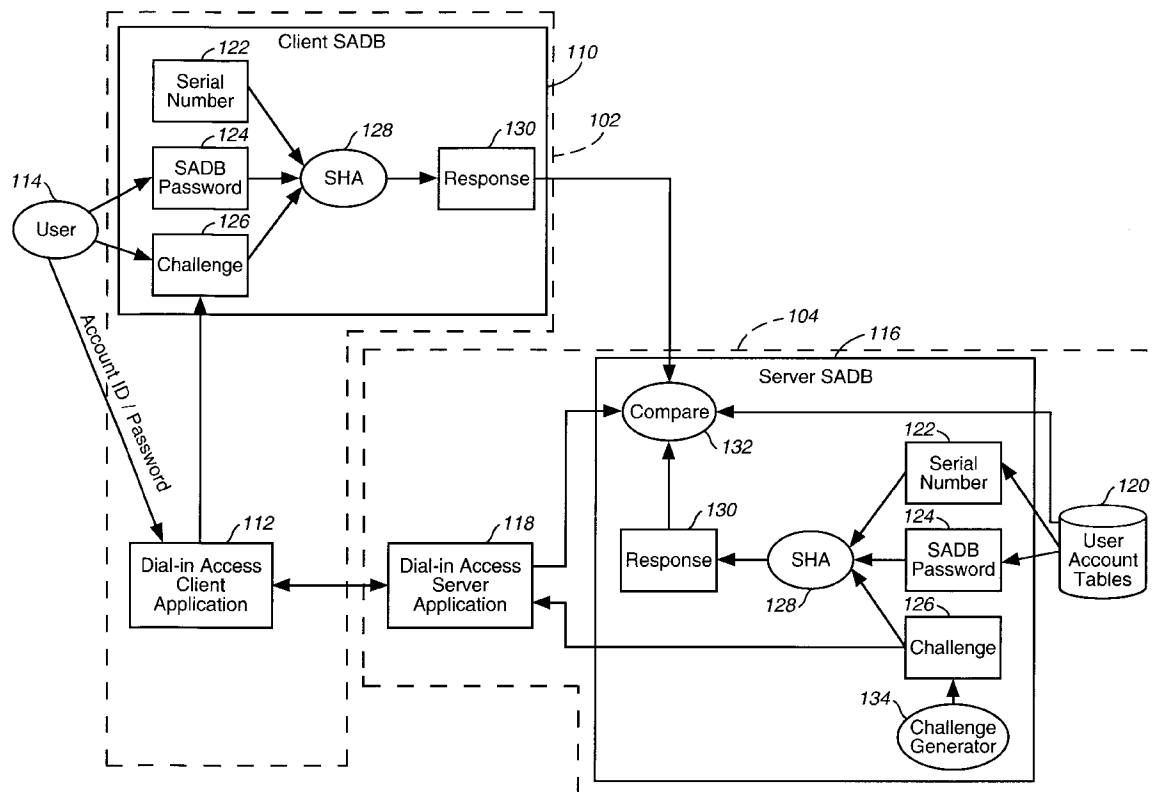 Client SADB
110
122
Serial
Number
102
124
SADB
Password
128
SHA
130
Response
114
User
126
Challenge
Account ID / Password
104
116
Server SADB
Compare
132
122
Serial
Number
120
User
Account
Tables
112
Dial-in Access
Client
Application
118
Dial-in Access
Server
Application
130
Response
SHA
128
124
SADB
Password
126
Challenge
134
Challenge
Generator